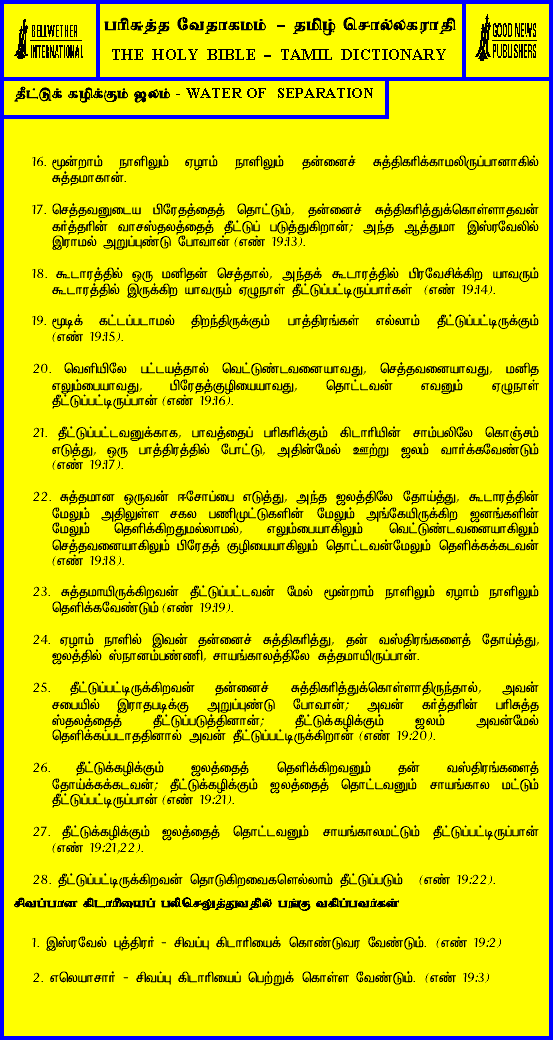 BELLWETHER
INTERNATIONAL
பரிசுத்த வேதாகமம் – தமிழ் சொல்லகராதி
THE HOLY BIBLE – TAMIL DICTIONARY
GOOD NEWS
PUBLISHERS
தீட்டுக் கழிக்கும் ஜலம் - WATER OF SEPARATION
16. மூன்றாம் நாளிலும் ஏழாம் நாளிலும் தன்னைச் சுத்திகரிக்காமலிருப்பானாகில்
சுத்தமாகான்.
17. செத்தவனுடைய பிரேதத்தைத் தொட்டும், தன்னைச் சுத்திகரித்துக்கொள்ளாதவன்
கர்த்தரின் வாசஸ்தலத்தைத் தீட்டுப் படுத்துகிறான்; அந்த ஆத்துமா இஸ்ரவேலில்
இராமல் அறுப்புண்டு போவான் (எண் 19:13).
18. கூடாரத்தில் ஒரு மனிதன் செத்தால், அந்தக் கூடாரத்தில் பிரவேசிக்கிற யாவரும்
கூடாரத்தில் இருக்கிற யாவரும் ஏழுநாள் தீட்டுப்பட்டிருப்பார்கள் (எண் 19:14).
19. மூடிக் கட்டப்படாமல் திறந்திருக்கும் பாத்திரங்கள் எல்லாம் தீட்டுப்பட்டிருக்கும்
(எண் 19:15).
20. வெளியிலே பட்டயத்தால் வெட்டுண்டவனையாவது, செத்தவனையாவது, மனித
எலும்பையாவது, பிரேதக்குழியையாவது, தொட்டவன் எவனும் ஏழுநாள்
தீட்டுப்பட்டிருப்பான் (எண் 19:16).
21. தீட்டுப்பட்டவனுக்காக, பாவத்தைப் பரிகரிக்கும் கிடாரியின் சாம்பலிலே கொஞ்சம்
எடுத்து, ஒரு பாத்திரத்தில் போட்டு, அதின்மேல் ஊற்று ஜலம் வார்க்கவேண்டும்
(எண் 19:17).
22. சுத்தமான ஒருவன் ஈசோப்பை எடுத்து, அந்த ஜலத்திலே தோய்த்து, கூடாரத்தின்
மேலும் அதிலுள்ள சகல பணிமுட்டுகளின் மேலும் அங்கேயிருக்கிற ஜனங்களின்
மேலும் தெளிக்கிறதுமல்லாமல், எலும்பையாகிலும் வெட்டுண்டவனையாகிலும்
செத்தவனையாகிலும் பிரேதத் குழியையாகிலும் தொட்டவன்மேலும் தெளிக்கக்கடவன்
(எண் 19:18).
23. சுத்தமாயிருக்கிறவன் தீட்டுப்பட்டவன் மேல் மூன்றாம் நாளிலும் ஏழாம் நாளிலும்
தெளிக்கவேண்டும் (எண் 19:19).
24. ஏழாம் நாளில் இவன் தன்னைச் சுத்திகரித்து, தன் வஸ்திரங்களைத் தோய்த்து,
ஜலத்தில் ஸ்நானம்பண்ணி, சாயங்காலத்திலே சுத்தமாயிருப்பான்.
25. தீட்டுப்பட்டிருக்கிறவன் தன்னைச் சுத்திகரித்துக்கொள்ளாதிருந்தால், அவன்
சபையில் இராதபடிக்கு அறுப்புண்டு போவான்; அவன் கர்த்தரின் பரிசுத்த
ஸ்தலத்தைத் தீட்டுப்படுத்தினான்; தீட்டுக்கழிக்கும் ஜலம் அவன்மேல்
தெளிக்கப்படாததினால் அவன் தீட்டுப்பட்டிருக்கிறான் (எண் 19:20).
26. தீட்டுக்கழிக்கும் ஜலத்தைத் தெளிக்கிறவனும் தன் வஸ்திரங்களைத்
தோய்க்கக்கடவன்; தீட்டுக்கழிக்கும் ஜலத்தைத் தொட்டவனும் சாயங்கால மட்டும்
தீட்டுப்பட்டிருப்பான் (எண் 19:21).
27. தீட்டுக்கழிக்கும் ஜலத்தைத் தொட்டவனும் சாயங்காலமட்டும் தீட்டுப்பட்டிருப்பான்
(எண் 19:21,22).
28. தீட்டுப்பட்டிருக்கிறவன் தொடுகிறவைகளெல்லாம் தீட்டுப்படும் (எண் 19:22).
சிவப்பான கிடாரியைப் பலிசெலுத்துவதில் பங்கு வகிப்பவர்கள்
1. இஸ்ரவேல் புத்திரர் - சிவப்பு கிடாரியைக் கொண்டுவர வேண்டும். (எண் 19:2)
2. எலெயாசார் - சிவப்பு கிடாரியைப் பெற்றுக் கொள்ள வேண்டும். (எண் 19:3)